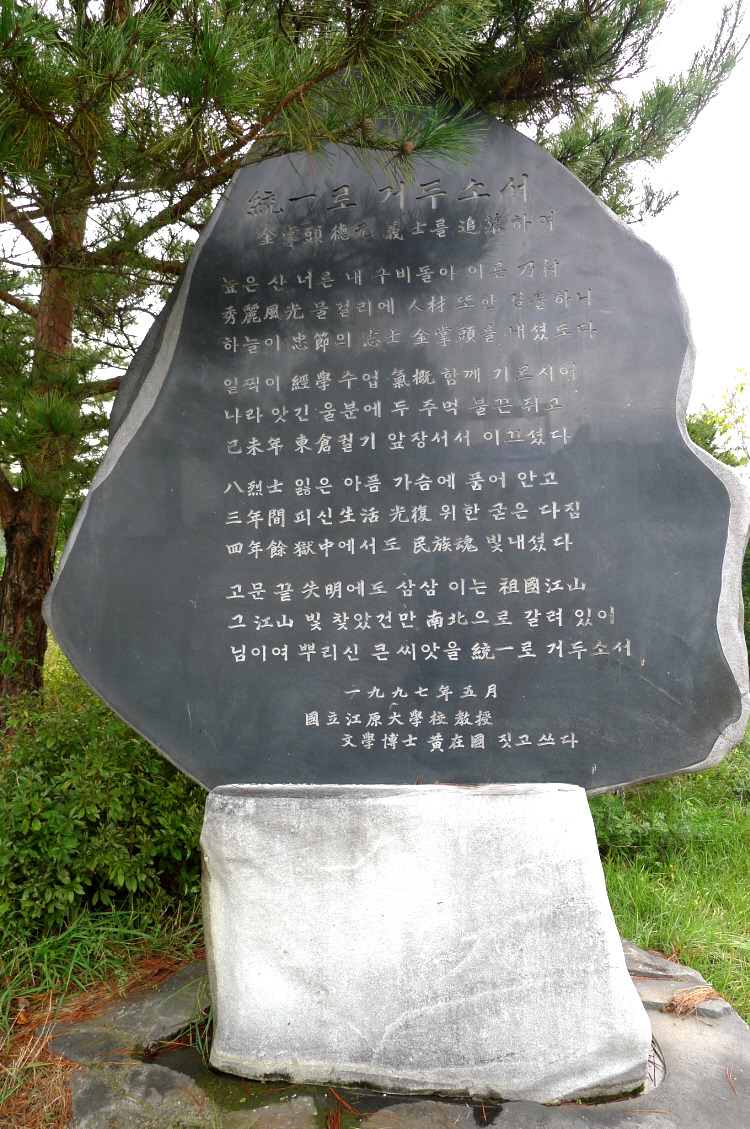 統一로 거두소서
金掌頭 德元 義士를 追慕하여
높은 산 너른 내 구비돌아 이룬 乃村
秀麗風光 물걸리에 人材 또한 걸출하니
하늘이 忠節의 志士 金掌頭를 내셨도다
일찍이 經學 수업 氣槪 함께 기르시어
나라 앗긴 울분에 두 주먹 불끈 쥐고
己未年 東倉궐기 앞장서서 이끄셨다
八烈士 잃은 아픔 가슴에 품어 안고
三年間 피신生活 光復 위한 굳은 다짐
四年餘 獄中에서도 民族魂 빛내셨다
고문 끝 失明에도 삼삼 이는 祖國江山
그 江山 빛 찾았건만 南北으로 갈려 있어
님이여 뿌리신 큰 씨앗을 統一로 거두소서
一九九七年 五月
國立江原大學校 敎授
文學博士 黃在國 짓고쓰다